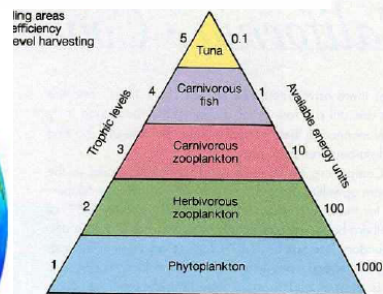 ling areas
efficiency
evel harvesting
5 Tuna 0.1
4 Carnivorous fish 1
3 Carnivorous zooplankton 10
2 Herbivorous zooplankton 100
1 Phytoplankton 1000
Trophic levels
Available energy units